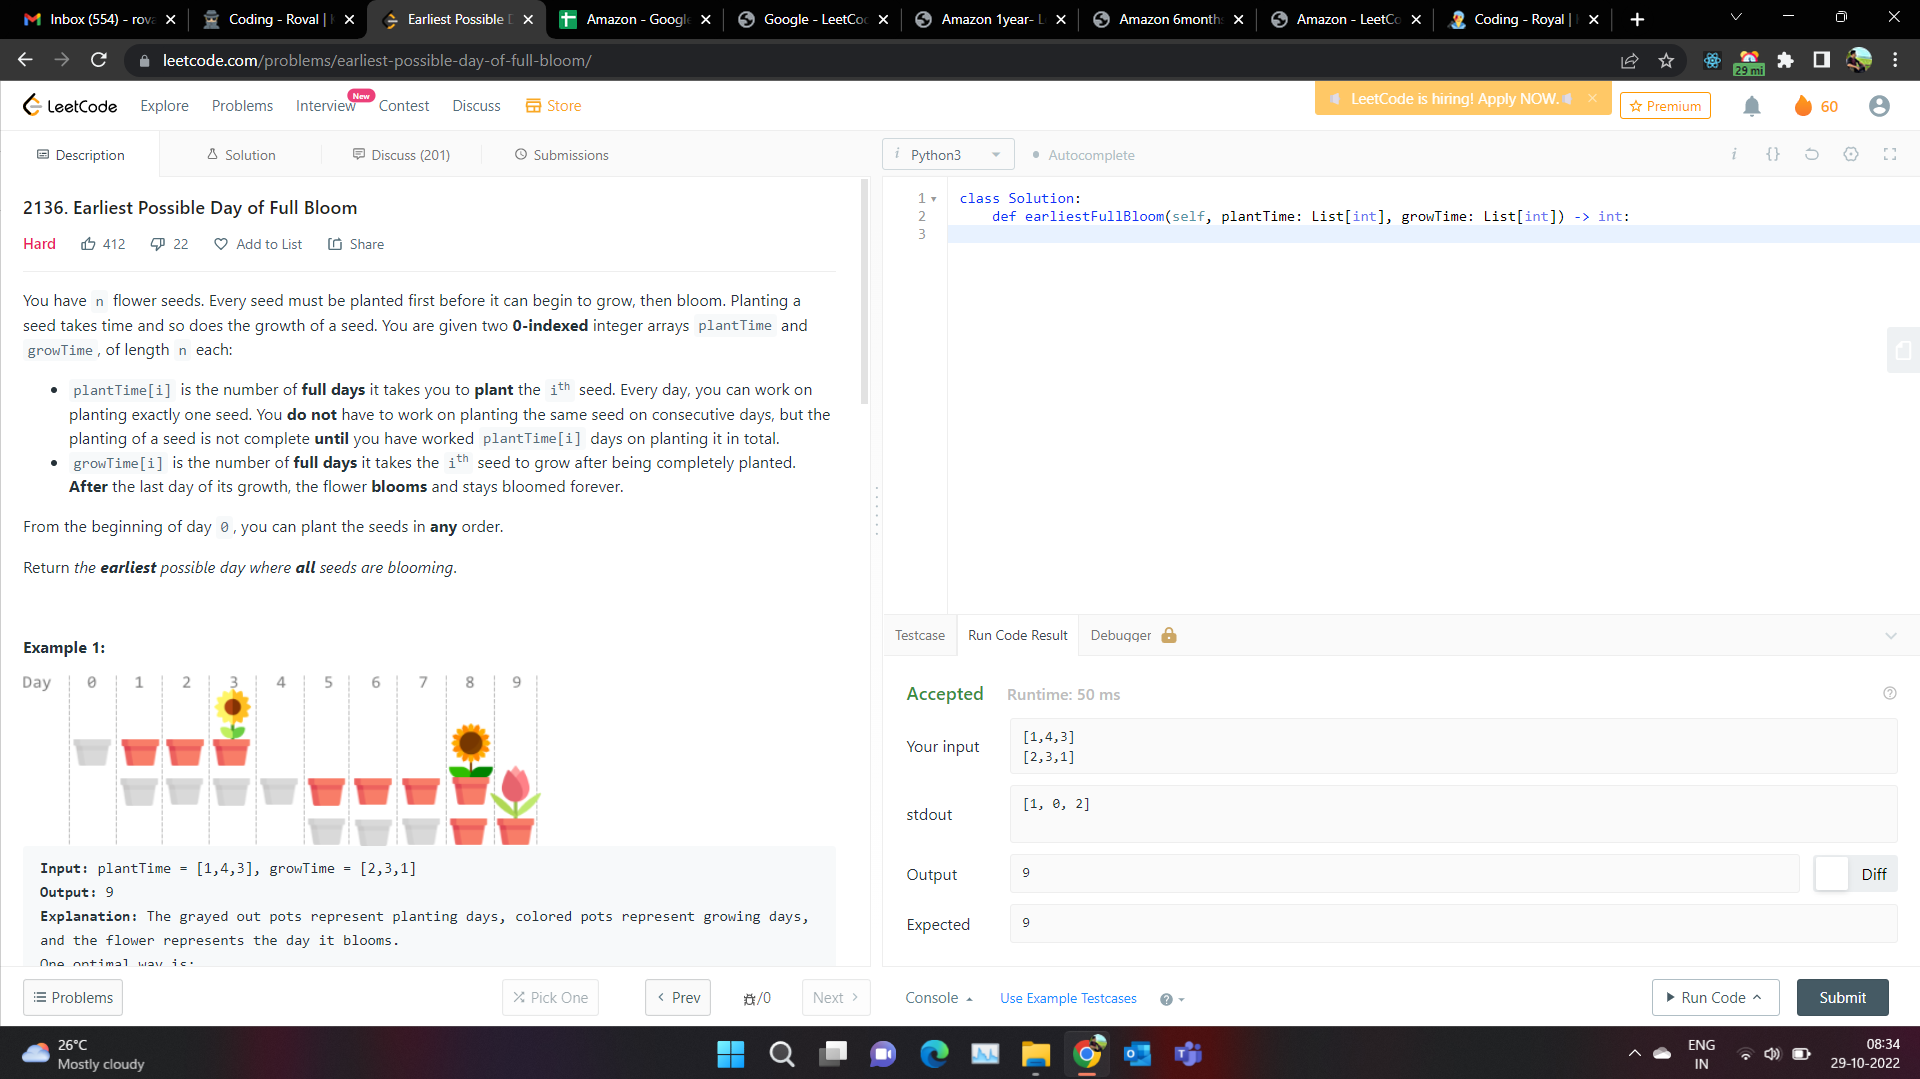 Inbox (554) - rova
Coding - Roval |
Earliest Possible D
Amazon - Google
Google - LeetCod
Amazon 1year- L
Amazon 6months
Amazon - LeetCo
Coding - Royal |
leetcode.com/problems/earliest-possible-day-of-full-bloom/
29 mi
LeetCode
Explore
Problems
Interview
New
Contest
Discuss
Store
LeetCode is hiring! Apply NOW.
Premium
60
Description
Solution
Discuss (201)
Submissions
i Python3
Autocomplete
2136. Earliest Possible Day of Full Bloom
Hard 412 22 Add to List Share
You have n flower seeds. Every seed must be planted first before it can begin to grow, then bloom. Planting a
seed takes time and so does the growth of a seed. You are given two 0-indexed integer arrays plantTime and
growTime, of length n each:
• plantTime[i] is the number of full days it takes you to plant the ith seed. Every day, you can work on
planting exactly one seed. You do not have to work on planting the same seed on consecutive days, but the
planting of a seed is not complete until you have worked plantTime[i] days on planting it in total.
• growTime[i] is the number of full days it takes the ith seed to grow after being completely planted.
After the last day of its growth, the flower blooms and stays bloomed forever.
From the beginning of day 0, you can plant the seeds in any order.
Return the earliest possible day where all seeds are blooming.
Example 1:
Day 0 1 2 3 4 5 6 7 8 9
Input: plantTime = [1,4,3], growTime = [2,3,1]
Output: 9
Explanation: The grayed out pots represent planting days, colored pots represent growing days,
and the flower represents the day it blooms.
One optimal way is:
1 class Solution:
2 def earliestFullBloom(self, plantTime: List[int], growTime: List[int]) -> int:
3
Testcase
Run Code Result
Debugger
Accepted Runtime: 50 ms
Your input
[1,4,3]
[2,3,1]
stdout
[1, 0, 2]
Output
9
Diff
Expected
9
Problems
Pick One
< Prev
/0
Next >
Console
Use Example Testcases
Run Code
Submit
26°C
Mostly cloudy
ENG
IN
08:34
29-10-2022